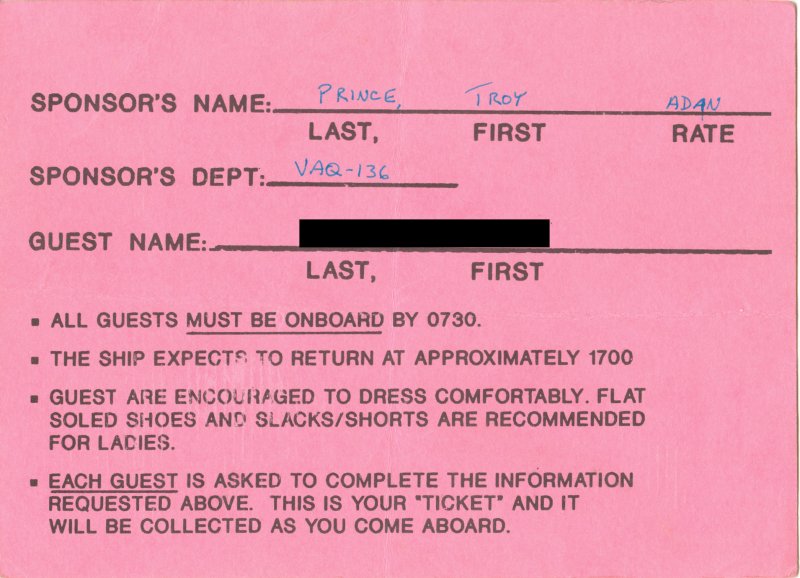 SPONSOR'S NAME: PRINCE, TROY ADAN
LAST, FIRST RATE
SPONSOR'S DEPT: VAQ-136
GUEST NAME:
LAST, FIRST
▪ ALL GUESTS MUST BE ONBOARD BY 0730.
▪ THE SHIP EXPECTS TO RETURN AT APPROXIMATELY 1700
▪ GUEST ARE ENCOURAGED TO DRESS COMFORTABLY. FLAT
SOLED SHOES AND SLACKS/SHORTS ARE RECOMMENDED
FOR LADIES.
▪ EACH GUEST IS ASKED TO COMPLETE THE INFORMATION
REQUESTED ABOVE. THIS IS YOUR "TICKET" AND IT
WILL BE COLLECTED AS YOU COME ABOARD.